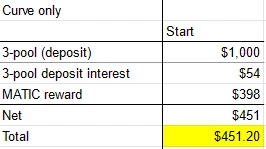 Curve only
Start
3-pool (deposit) $1,000
3-pool deposit interest $54
MATIC reward $398
Net $451
Total $451.20